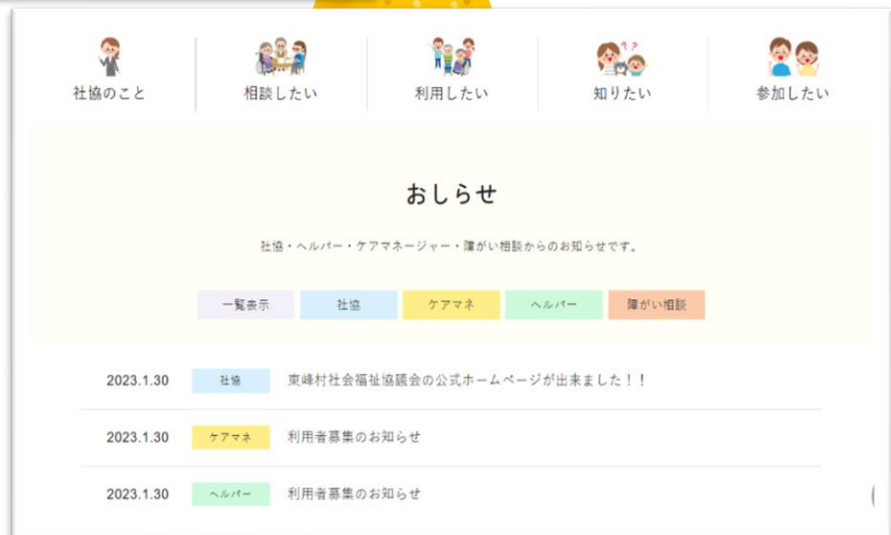 社協のこと
相談したい
利用したい
知りたい
参加したい
おしらせ
社協・ヘルパー・ケアマネージャー・障がい相談からのお知らせです。
一覧表示
社協
ケアマネ
ヘルパー
障がい相談
2023.1.30 社協 東峰村社会福祉協議会の公式ホームページが出来ました！！
2023.1.30 ケアマネ 利用者募集のお知らせ
2023.1.30 ヘルパー 利用者募集のお知らせ